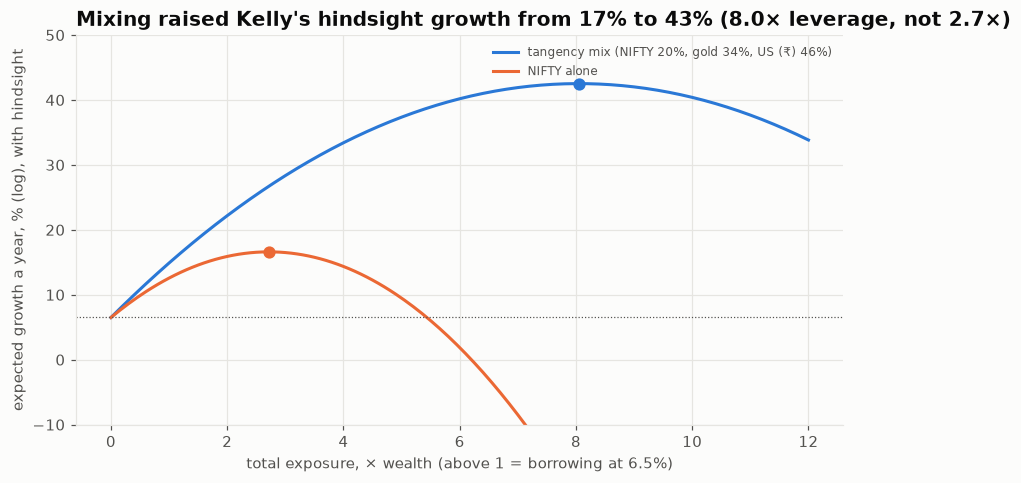 Mixing raised Kelly's hindsight growth from 17% to 43% (8.0× leverage, not 2.7×)
tangency mix (NIFTY 20%, gold 34%, US (₹) 46%)
NIFTY alone
expected growth a year, % (log), with hindsight
50
40
30
20
10
0
−10
0 2 4 6 8 10 12
total exposure, × wealth (above 1 = borrowing at 6.5%)